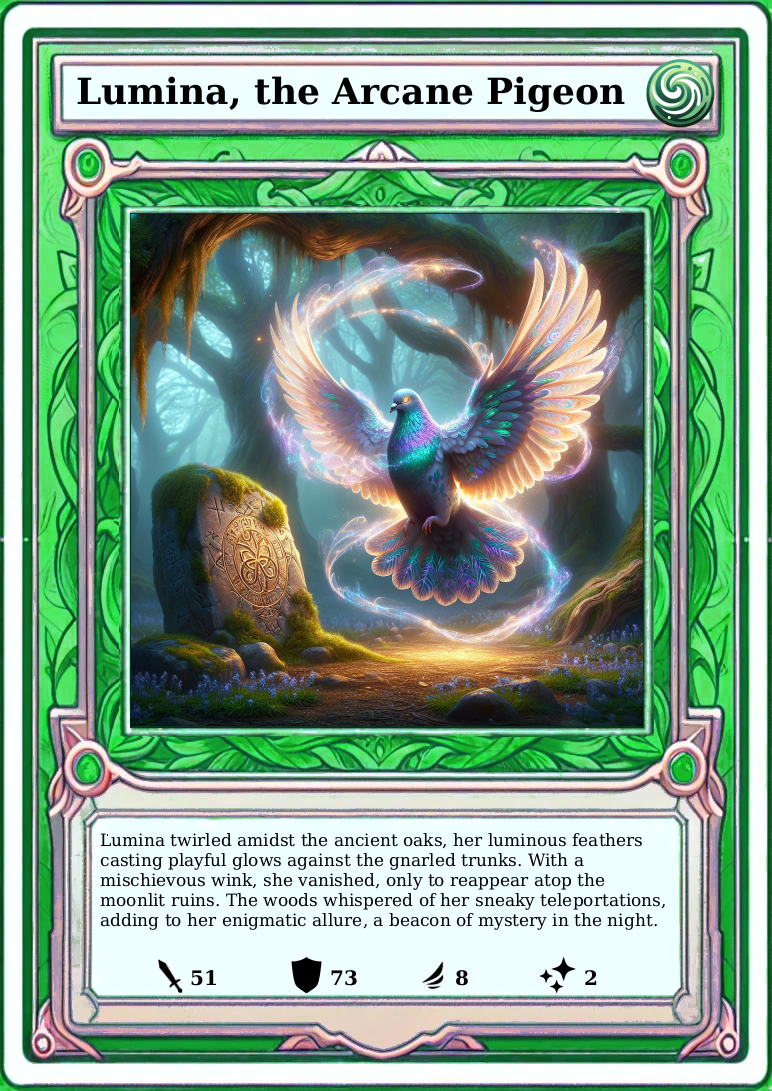 Lumina, the Arcane Pigeon
Lumina twirled amidst the ancient oaks, her luminous feathers
casting playful glows against the gnarled trunks. With a
mischievous wink, she vanished, only to reappear atop the
moonlit ruins. The woods whispered of her sneaky teleportations,
adding to her enigmatic allure, a beacon of mystery in the night.
51 73 8 2